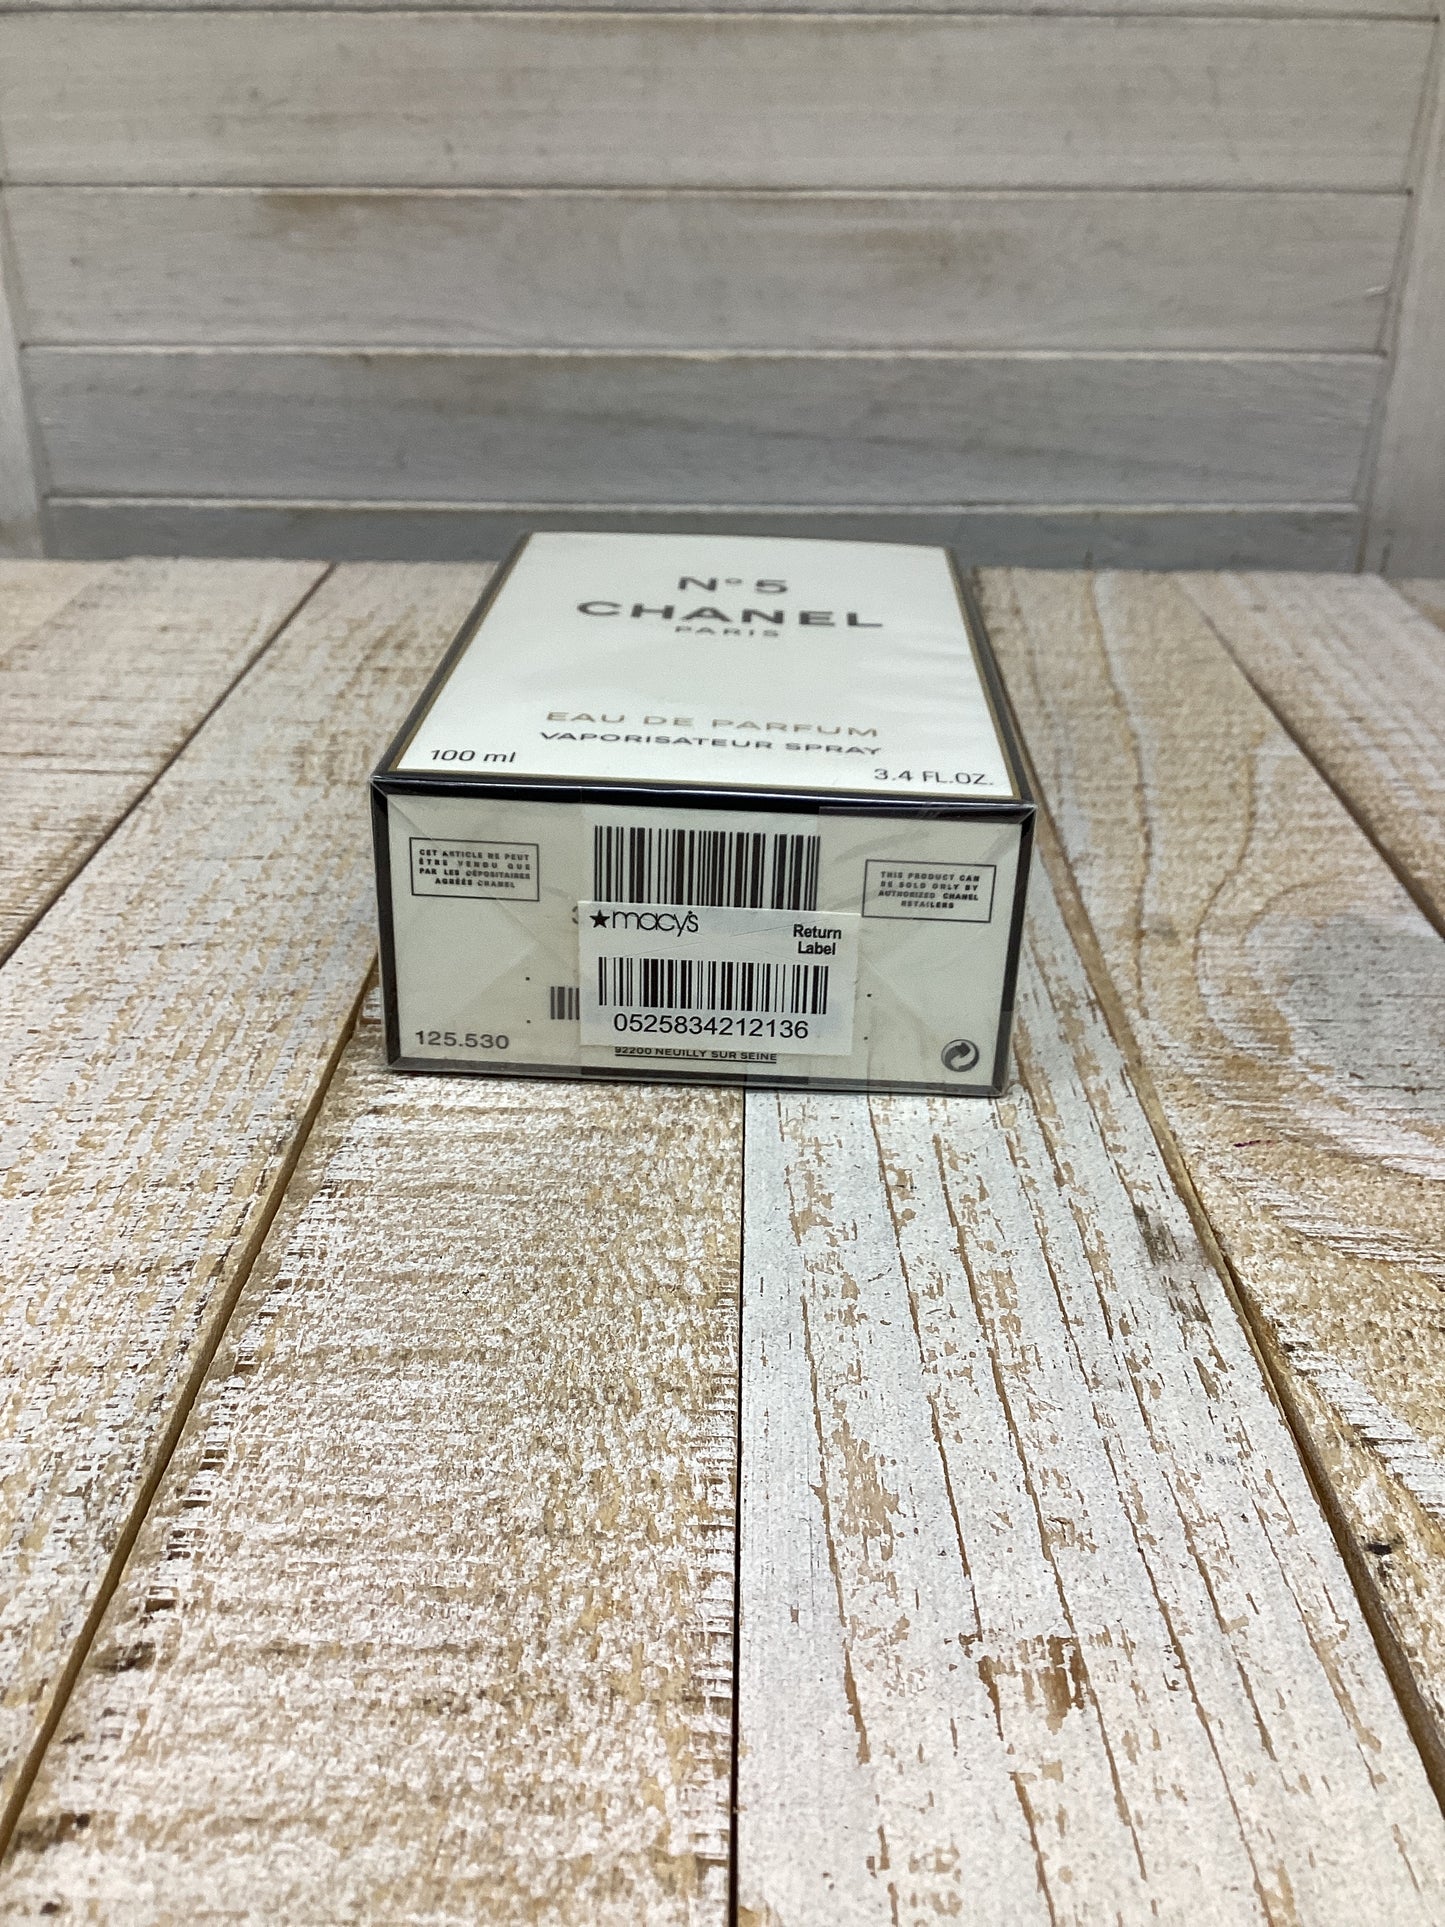 N° 5
CHANEL
PARIS
EAU DE PARFUM
VAPORISATEUR SPRAY
100 ml
3.4 FL.OZ.
CET ARTICLE NE PEUT
ÊTRE VENDU QUE
PAR LES DÉPOSITAIRES
AGRÉÉS CHANEL
THIS PRODUCT CAN
BE SOLD ONLY BY
AUTHORIZED CHANEL
RETAILERS
★macy's
Return
Label
0525834212136
125.530
92200 NEUILLY SUR SEINE